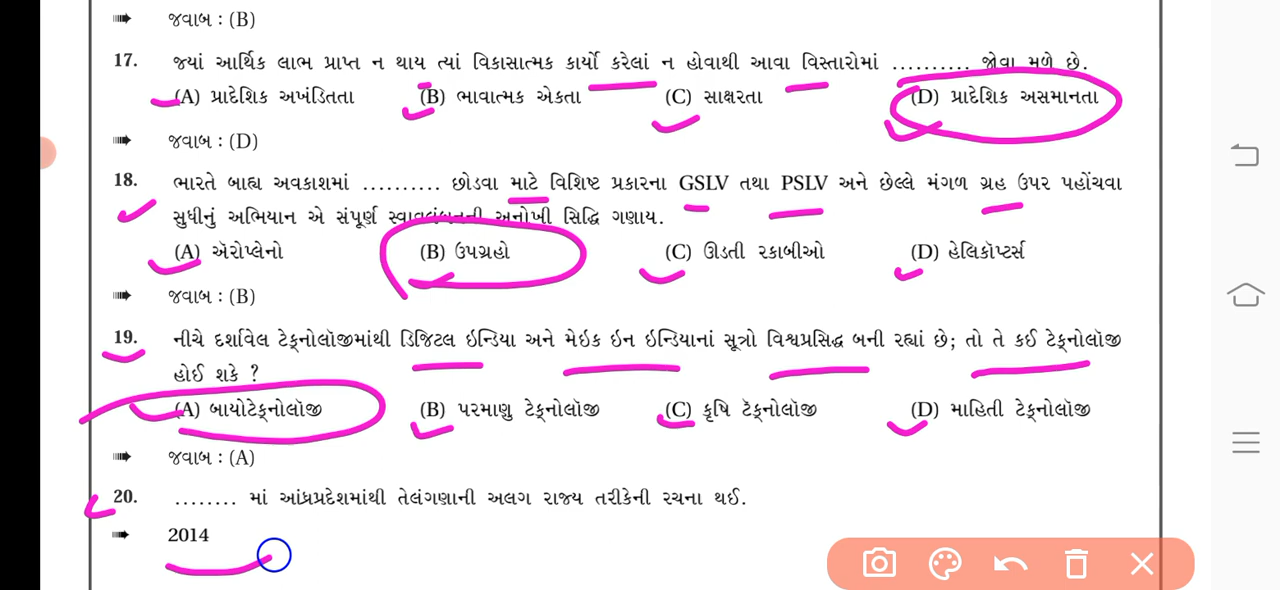 ➠ જવાબ : (B)
17. જ્યાં આર્થિક લાભ પ્રાપ્ત ન થાય ત્યાં વિકાસાત્મક કાર્યો કરેલાં ન હોવાથી આવા વિસ્તારોમાં .......... જોવા મળે છે.
(A) પ્રાદેશિક અખંડિતતા (B) ભાવાત્મક એકતા (C) સાક્ષરતા (D) પ્રાદેશિક અસમાનતા
➠ જવાબ : (D)
18. ભારતે બાહ્ય અવકાશમાં .......... છોડવા માટે વિશિષ્ટ પ્રકારના GSLV તથા PSLV અને છેલ્લે મંગળ ગ્રહ ઉપર પહોંચવા
સુધીનું અભિયાન એ સંપૂર્ણ સ્વાવલંબનની અનોખી સિદ્ધિ ગણાય.
(A) ઍરોપ્લેનો (B) ઉપગ્રહો (C) ઊડતી રકાબીઓ (D) હેલિકૉપ્ટર્સ
➠ જવાબ : (B)
19. નીચે દર્શાવેલ ટેક્નોલૉજીમાંથી ડિજિટલ ઇન્ડિયા અને મેઇક ઇન ઇન્ડિયાનાં સૂત્રો વિશ્વપ્રસિદ્ધ બની રહ્યાં છે; તો તે કઈ ટેક્નોલૉજી
હોઈ શકે ?
(A) બાયોટેક્નોલૉજી (B) પરમાણુ ટેક્નોલૉજી (C) કૃષિ ટૅક્નોલૉજી (D) માહિતી ટેક્નોલૉજી
➠ જવાબ : (A)
20. ........ માં આંધ્રપ્રદેશમાંથી તેલંગણાની અલગ રાજ્ય તરીકેની રચના થઈ.
➠ 2014